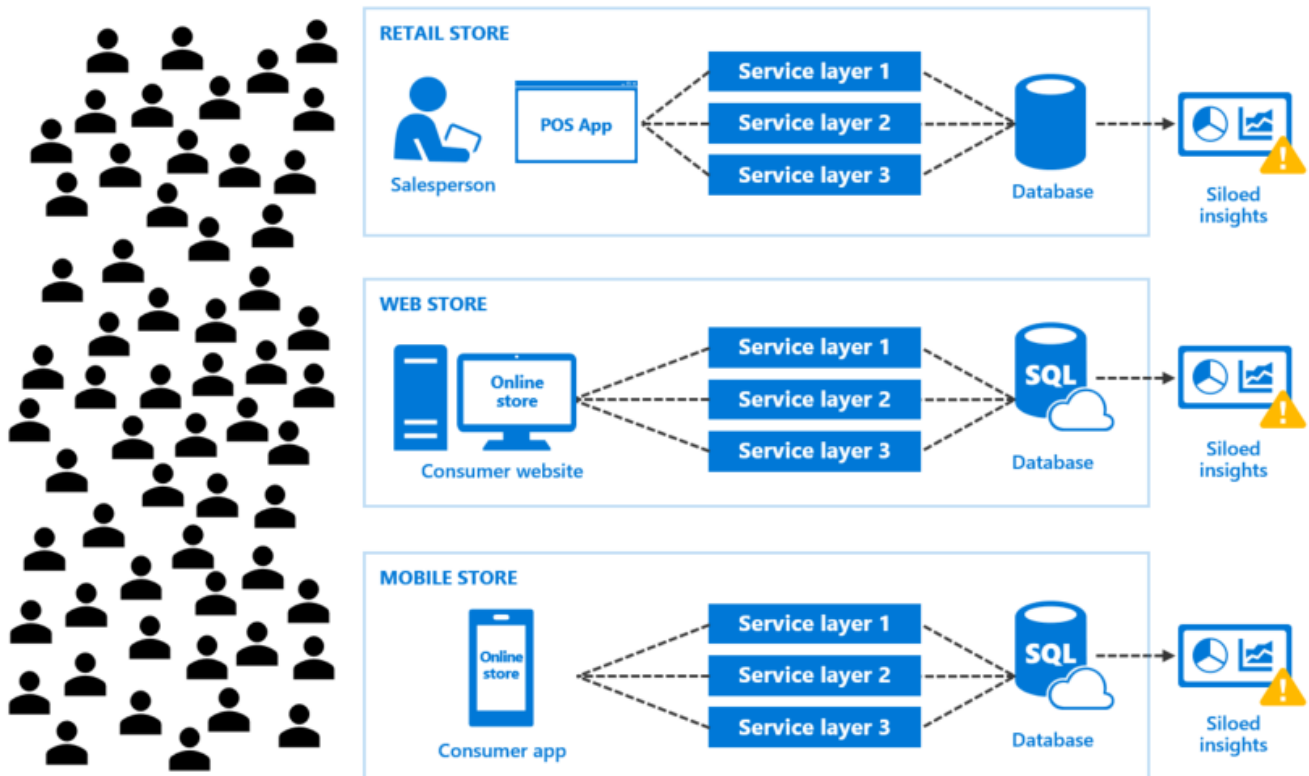 RETAIL STORE
POS App
Salesperson
Service layer 1
Service layer 2
Service layer 3
Database
Siloed
insights
WEB STORE
Online
store
Consumer website
Service layer 1
Service layer 2
Service layer 3
SQL
Database
Siloed
insights
MOBILE STORE
Online
store
Consumer app
Service layer 1
Service layer 2
Service layer 3
SQL
Database
Siloed
insights